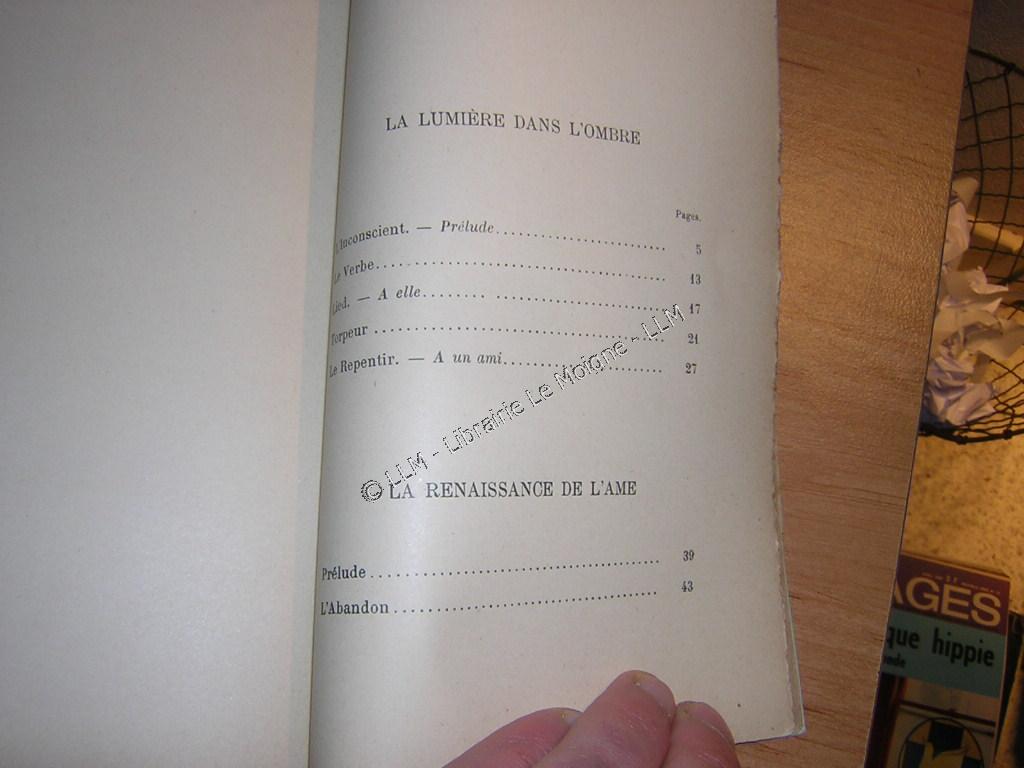 LA LUMIÈRE DANS L'OMBRE
Pages.
L'Inconscient. — Prélude........................ 5
Le Verbe........................ 13
Lied. — A elle........................ 17
Torpeur ........................ 21
Le Repentir. — A un ami........................ 27
© LLM - Librairie Le Moigne - LLM
LA RENAISSANCE DE L'AME
Prélude........................ 39
L'Abandon........................ 43
AGES
que hippie